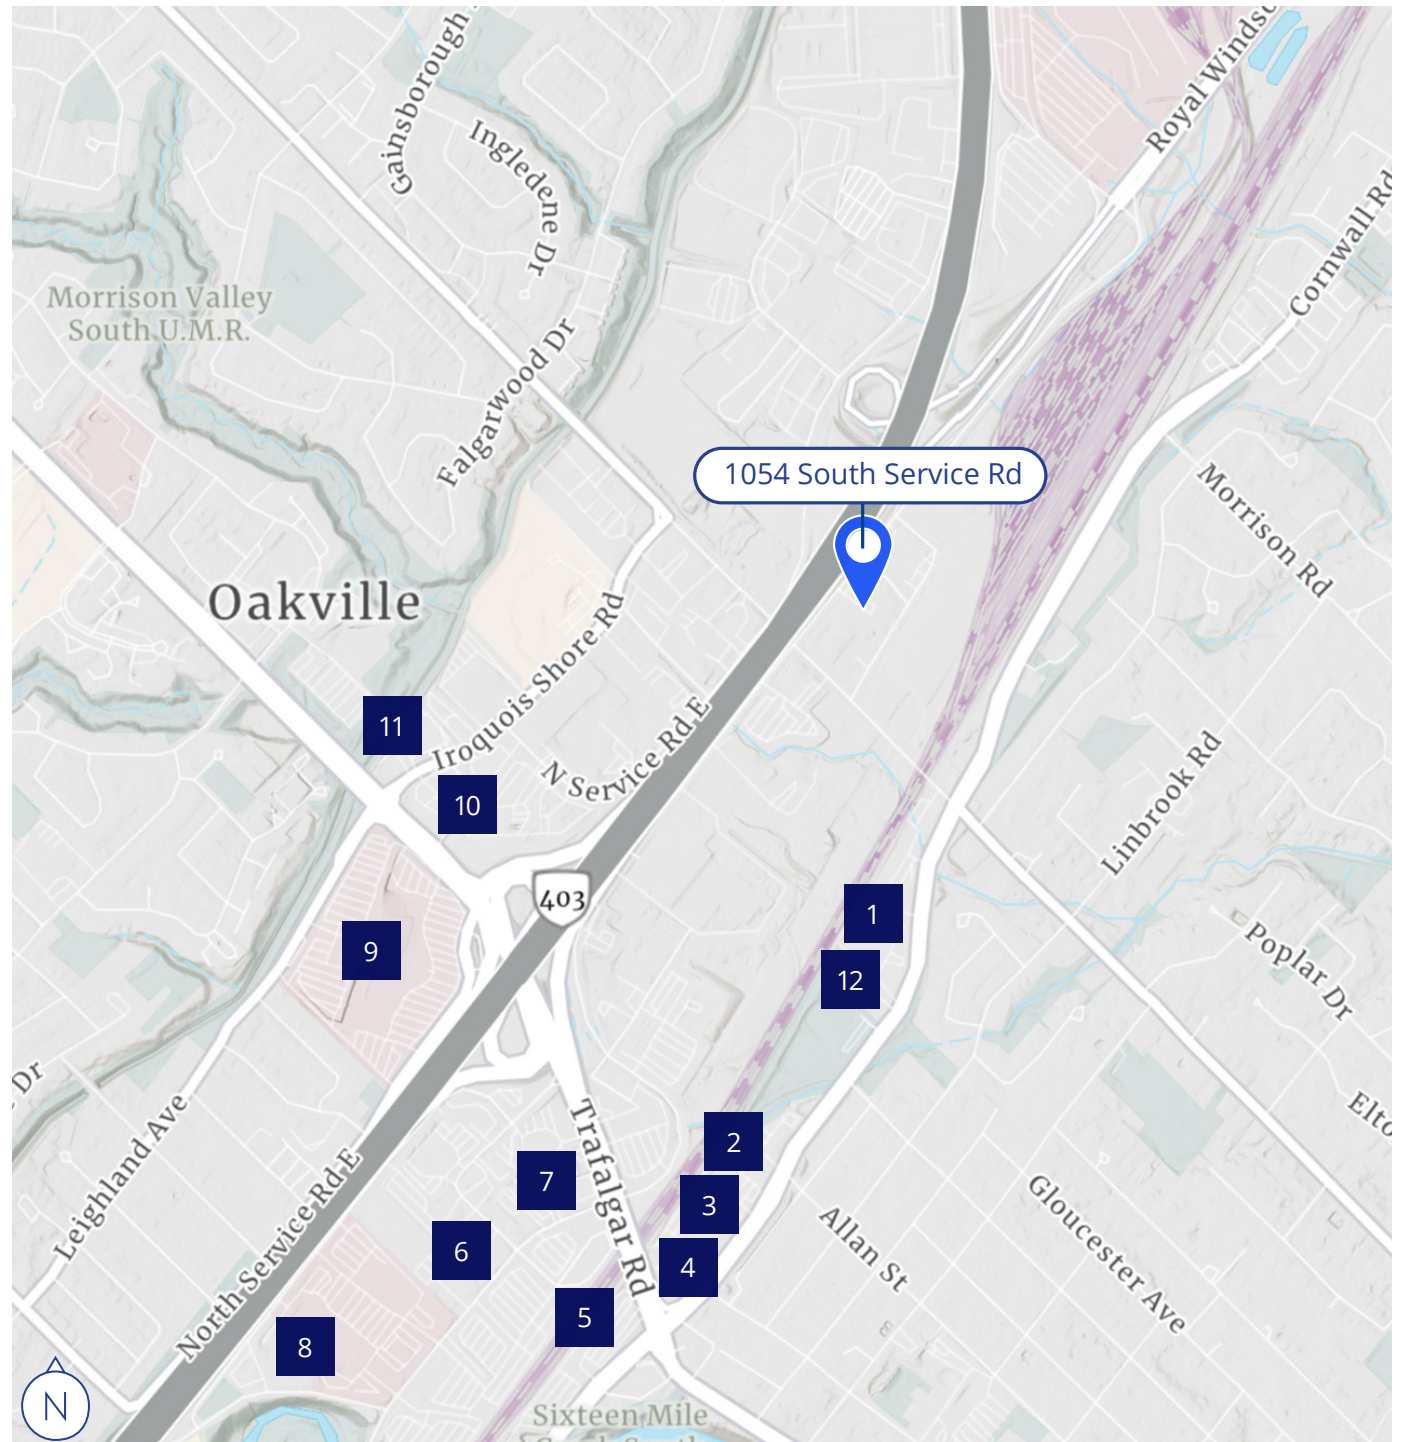 Gainsborough
Ingledene Dr
Royal Windso
Cornwall Rd
Morrison Valley
South U.M.R.
Falgarwood Dr
1054 South Service Rd
Morrison Rd
Oakville
Iroquois Shore Rd
11
N Service Rd E
10
Linbrook Rd
403
1
9
12
Poplar Dr
Dr
Elto
Leighland Ave
Trafalgar Rd
2
7
3
Gloucester Ave
North Service Rd E
Allan St
6
4
5
8
N
Sixteen Mile